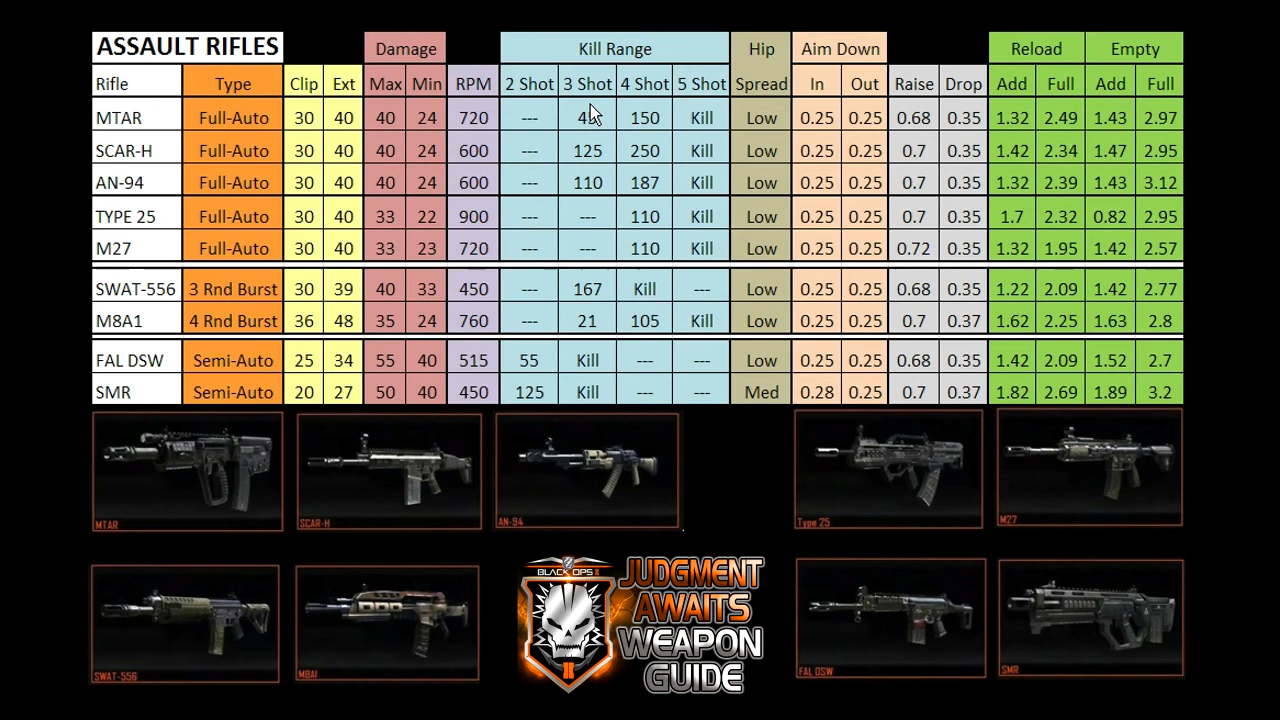 ASSAULT RIFLES Damage Kill Range Hip Aim Down Reload Empty
Rifle Type Clip Ext Max Min RPM 2 Shot 3 Shot 4 Shot 5 Shot Spread In Out Raise Drop Add Full Add Full
MTAR Full-Auto 30 40 40 24 720 --- 150 Kill Low 0.25 0.25 0.68 0.35 1.32 2.49 1.43 2.97
SCAR-H Full-Auto 30 40 40 24 600 --- 125 250 Kill Low 0.25 0.25 0.7 0.35 1.42 2.34 1.47 2.95
AN-94 Full-Auto 30 40 40 24 600 --- 110 187 Kill Low 0.25 0.25 0.7 0.35 1.32 2.39 1.43 3.12
TYPE 25 Full-Auto 30 40 33 22 900 --- --- 110 Kill Low 0.25 0.25 0.7 0.35 1.7 2.32 0.82 2.95
M27 Full-Auto 30 40 33 23 720 --- --- 110 Kill Low 0.25 0.25 0.72 0.35 1.32 1.95 1.42 2.57
SWAT-556 3 Rnd Burst 30 39 40 33 450 --- 167 Kill --- Low 0.25 0.25 0.68 0.35 1.22 2.09 1.42 2.77
M8A1 4 Rnd Burst 36 48 35 24 760 --- 21 105 Kill Low 0.25 0.25 0.7 0.37 1.62 2.25 1.63 2.8
FAL DSW Semi-Auto 25 34 55 40 515 55 Kill --- --- Low 0.25 0.25 0.68 0.35 1.42 2.09 1.52 2.7
SMR Semi-Auto 20 27 50 40 450 125 Kill --- --- Med 0.28 0.25 0.7 0.37 1.82 2.69 1.89 3.2
MTAR SCAR-H AN-94 Type 25 M27
BLACK OPS II
JUDGMENT
AWAITS
WEAPON
GUIDE
II
SWAT-556 M8A1 FAL OSW SMR